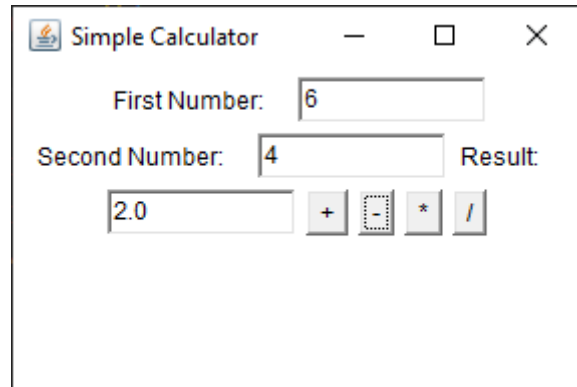 Simple Calculator
First Number: 6
Second Number: 4 Result:
2.0 + - * /